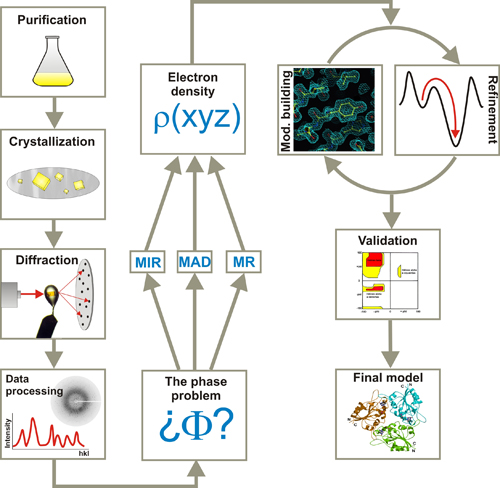 Purification
Crystallization
Diffraction
Data
processing
Intensity
hkl
The phase
problem
¿Φ?
MIR
MAD
MR
Electron
density
ρ(xyz)
Mod. building
Refinement
Validation
Final model
N
C
N
C
N
C